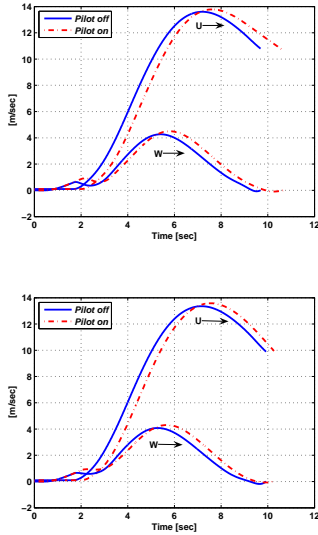 14
12
10
8
6
4
2
0
−2
[m/sec]
Pilot off
Pilot on
U
W
0 2 4 6 8 10 12
Time [sec]
14
12
10
8
6
4
2
0
−2
[m/sec]
Pilot off
Pilot on
U
W
0 2 4 6 8 10 12
Time [sec]